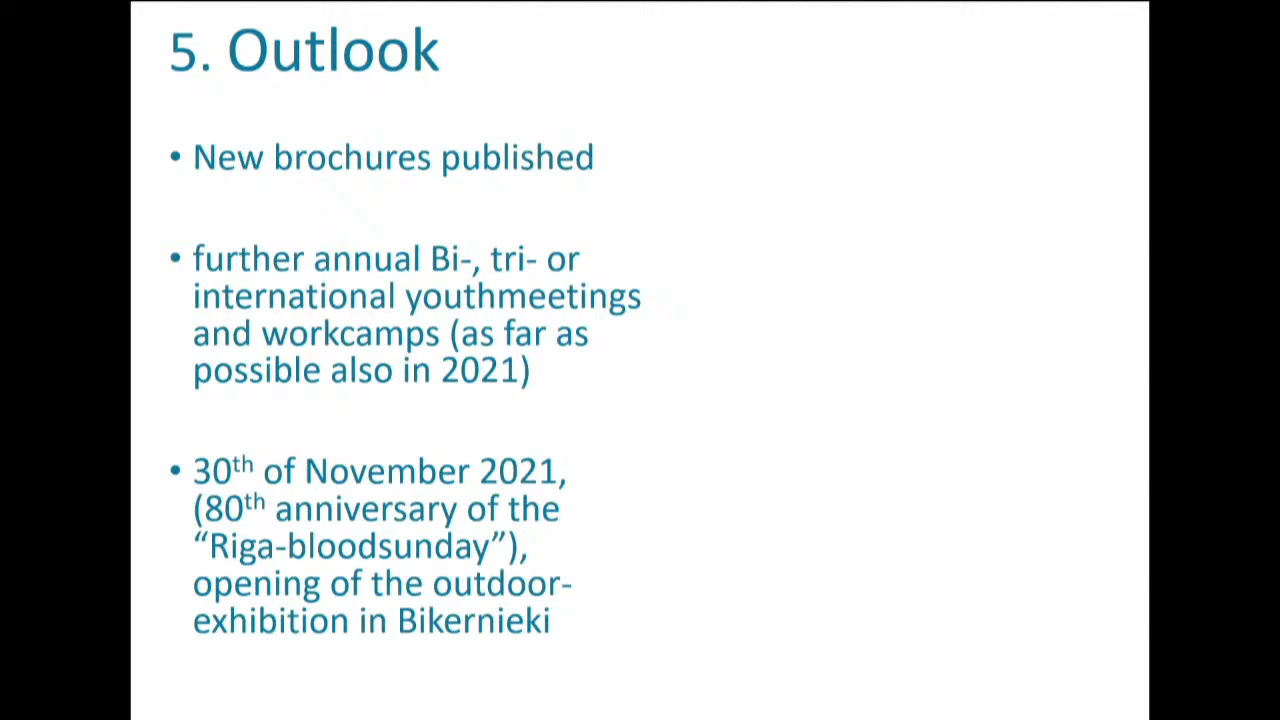 5. Outlook
• New brochures published
• further annual Bi-, tri- or
international youthmeetings
and workcamps (as far as
possible also in 2021)
• 30th of November 2021,
(80th anniversary of the
“Riga-bloodsunday”),
opening of the outdoor-
exhibition in Bikernieki